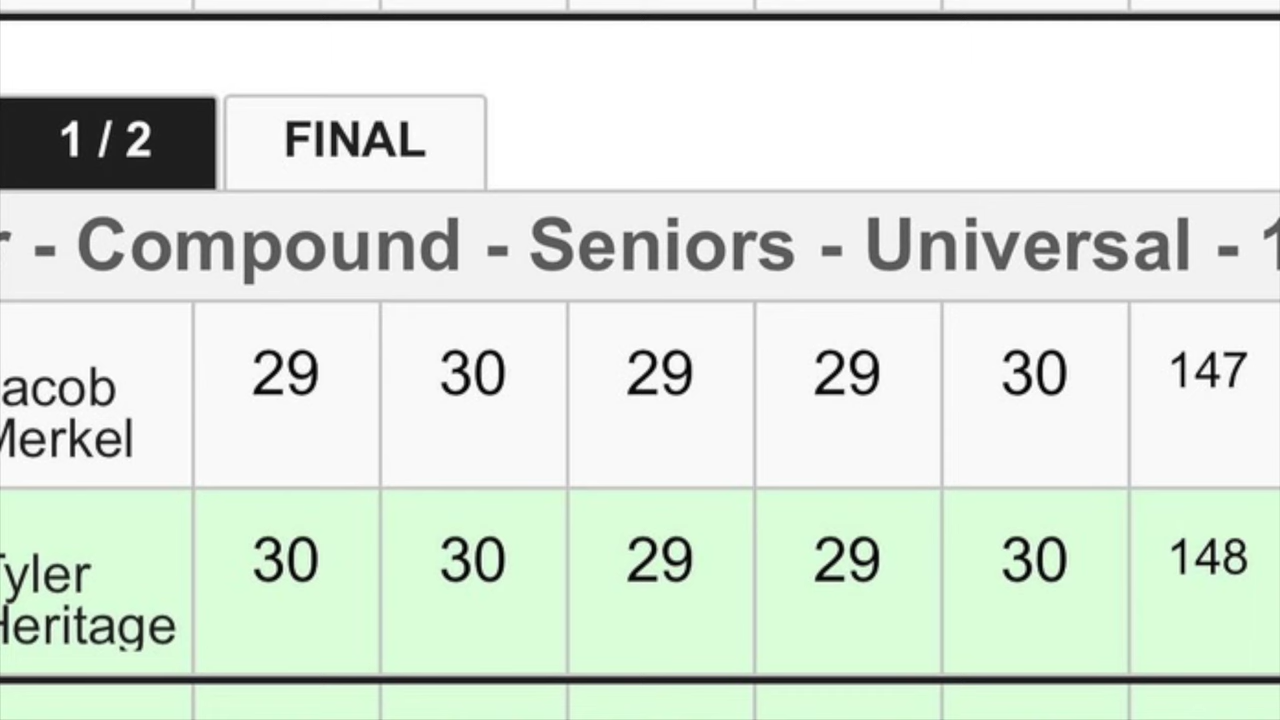 1 / 2 FINAL
- Compound - Seniors - Universal -
29 30 29 29 30 147
acob
Merkel
30 30 29 29 30 148
Tyler
Heritage